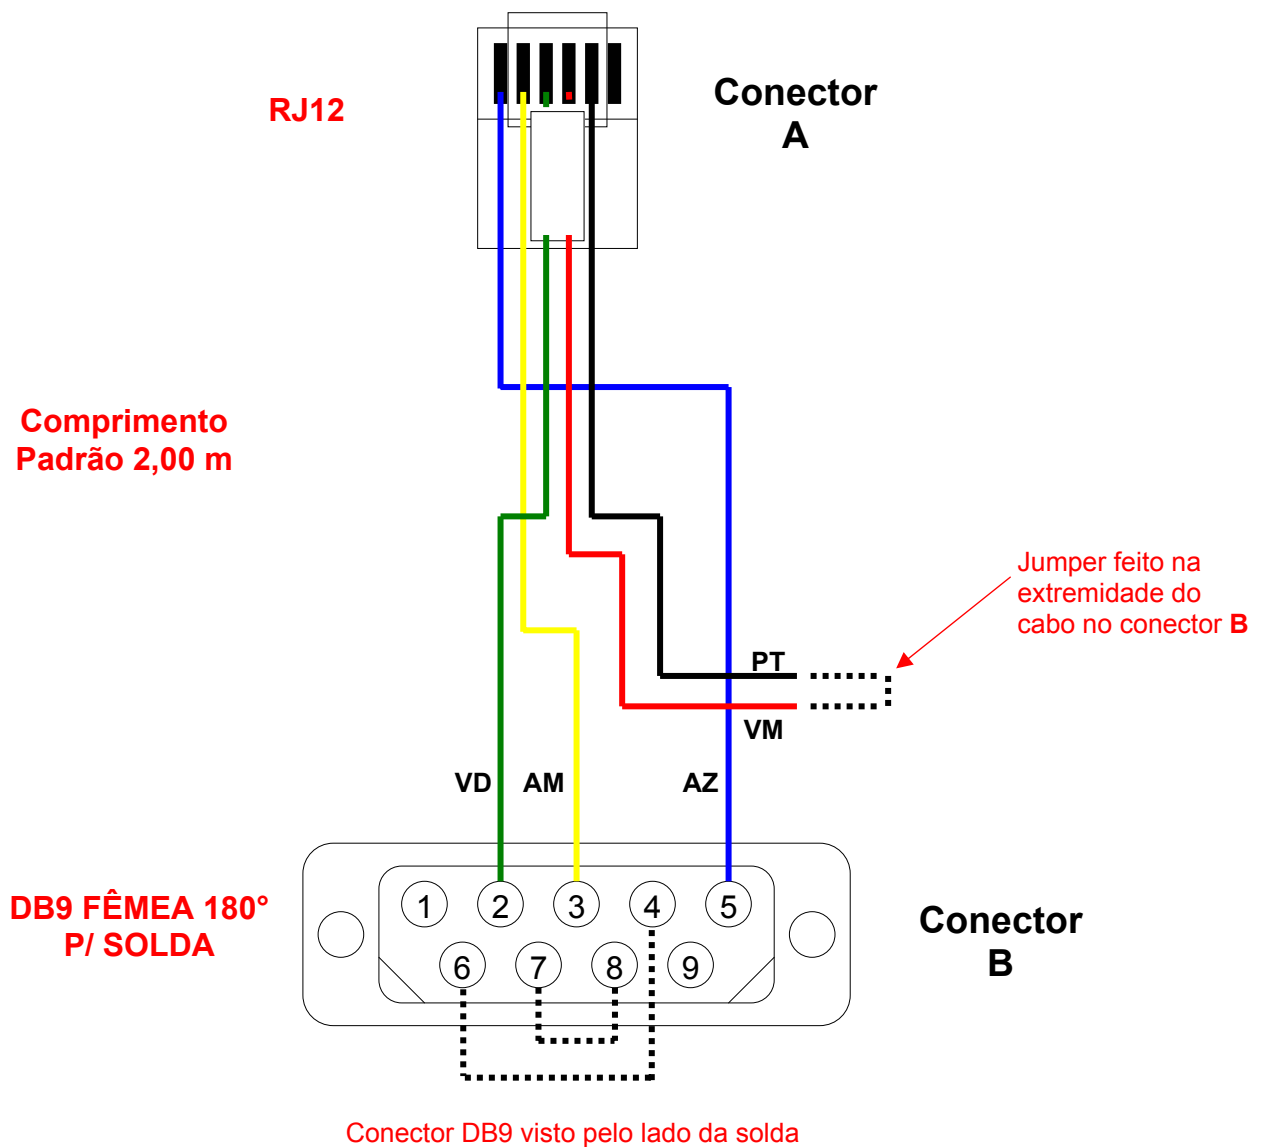 RJ12
Conector
A
Comprimento
Padrão 2,00 m
Jumper feito na
extremidade do
cabo no conector B
PT
VM
VD
AM
AZ
DB9 FÊMEA 180°
P/ SOLDA
1
2
3
4
5
6
7
8
9
Conector
B
Conector DB9 visto pelo lado da solda